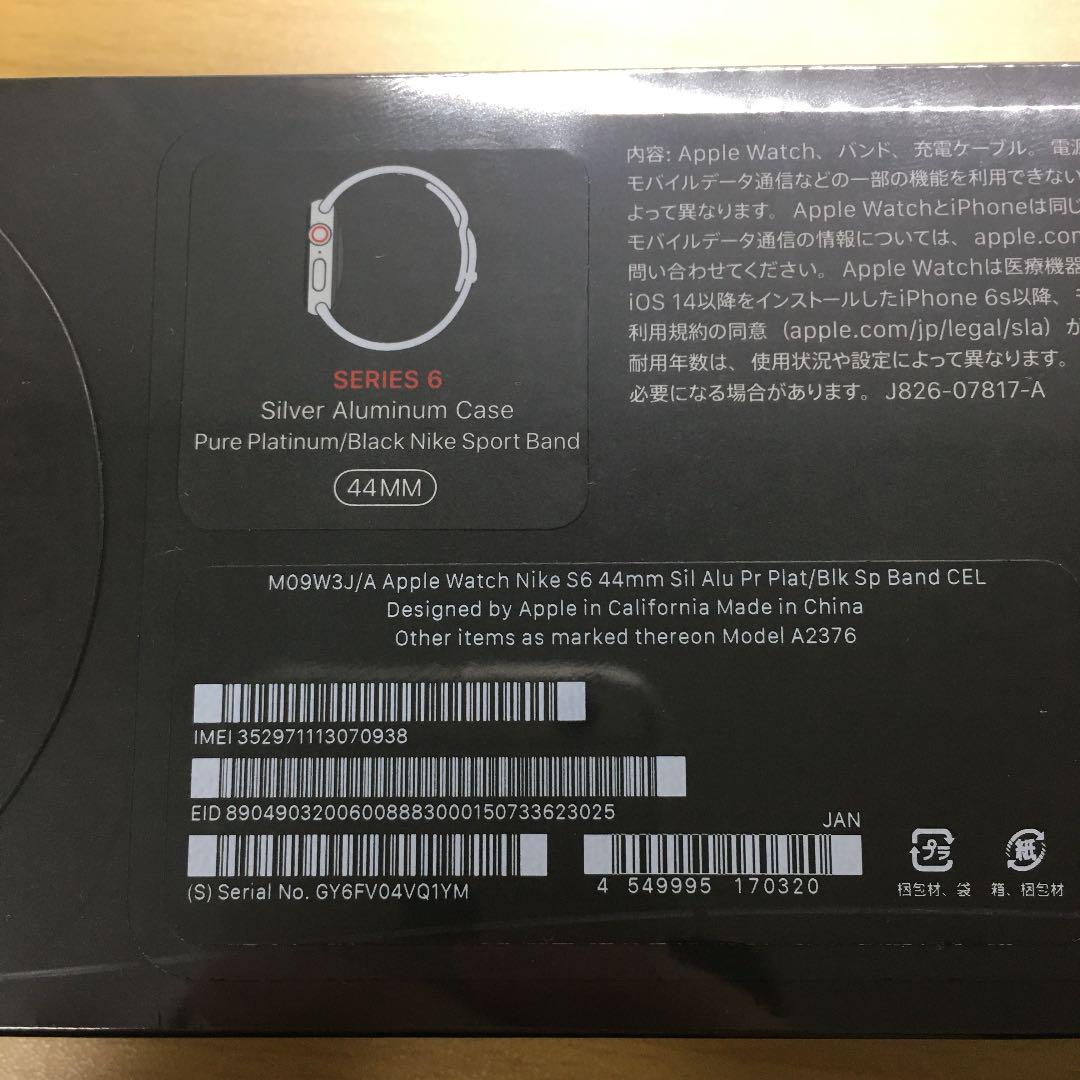 SERIES 6
Silver Aluminum Case
Pure Platinum/Black Nike Sport Band
44MM
内容: Apple Watch、バンド、充電ケーブル。電源
モバイルデータ通信などの一部の機能を利用できない
よって異なります。Apple WatchとiPhoneは同じ
モバイルデータ通信の情報については、apple.com
問い合わせてください。Apple Watchは医療機器
iOS 14以降をインストールしたiPhone 6s以降、
利用規約の同意（apple.com/jp/legal/sla）が
耐用年数は、使用状況や設定によって異なります。
必要になる場合があります。J826-07817-A
M09W3J/A Apple Watch Nike S6 44mm Sil Alu Pr Plat/Blk Sp Band CEL
Designed by Apple in California Made in China
Other items as marked thereon Model A2376
IMEI 352971113070938
EID 89049032006008883000150733623025
(S) Serial No. GY6FV04VQ1YM
JAN
4 549995 170320
プラ
梱包材、袋
紙
箱、梱包材